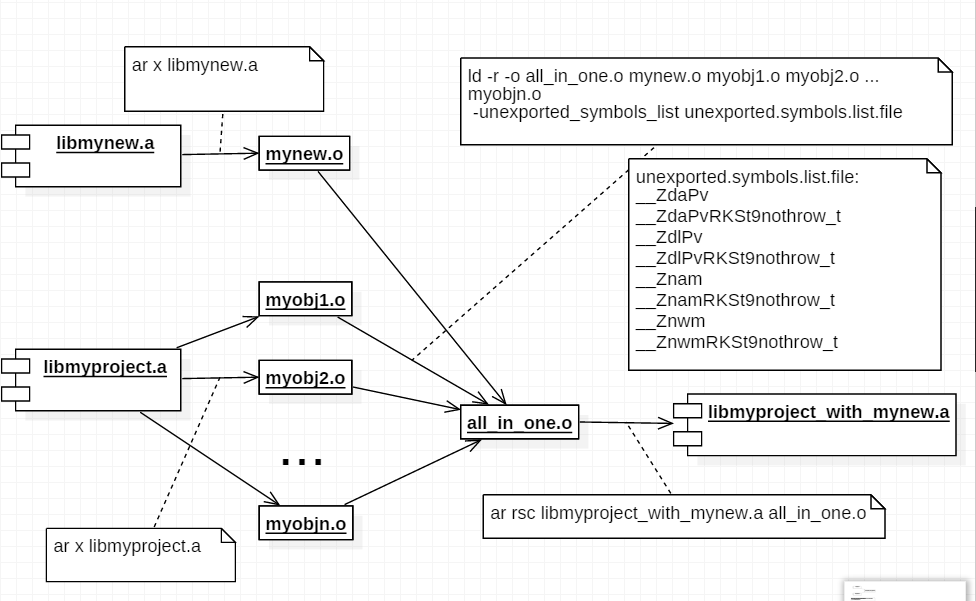 ar x libmynew.a
ld -r -o all_in_one.o mynew.o myobj1.o myobj2.o ...
myobjn.o
-unexported_symbols_list unexported.symbols.list.file
libmynew.a
mynew.o
unexported.symbols.list.file:
__ZdaPv
__ZdaPvRKSt9nothrow_t
__ZdlPv
__ZdlPvRKSt9nothrow_t
__Znam
__ZnamRKSt9nothrow_t
__Znwm
__ZnwmRKSt9nothrow_t
myobj1.o
libmyproject.a
myobj2.o
all_in_one.o
libmyproject_with_mynew.a
...
myobjn.o
ar rsc libmyproject_with_mynew.a all_in_one.o
ar x libmyproject.a